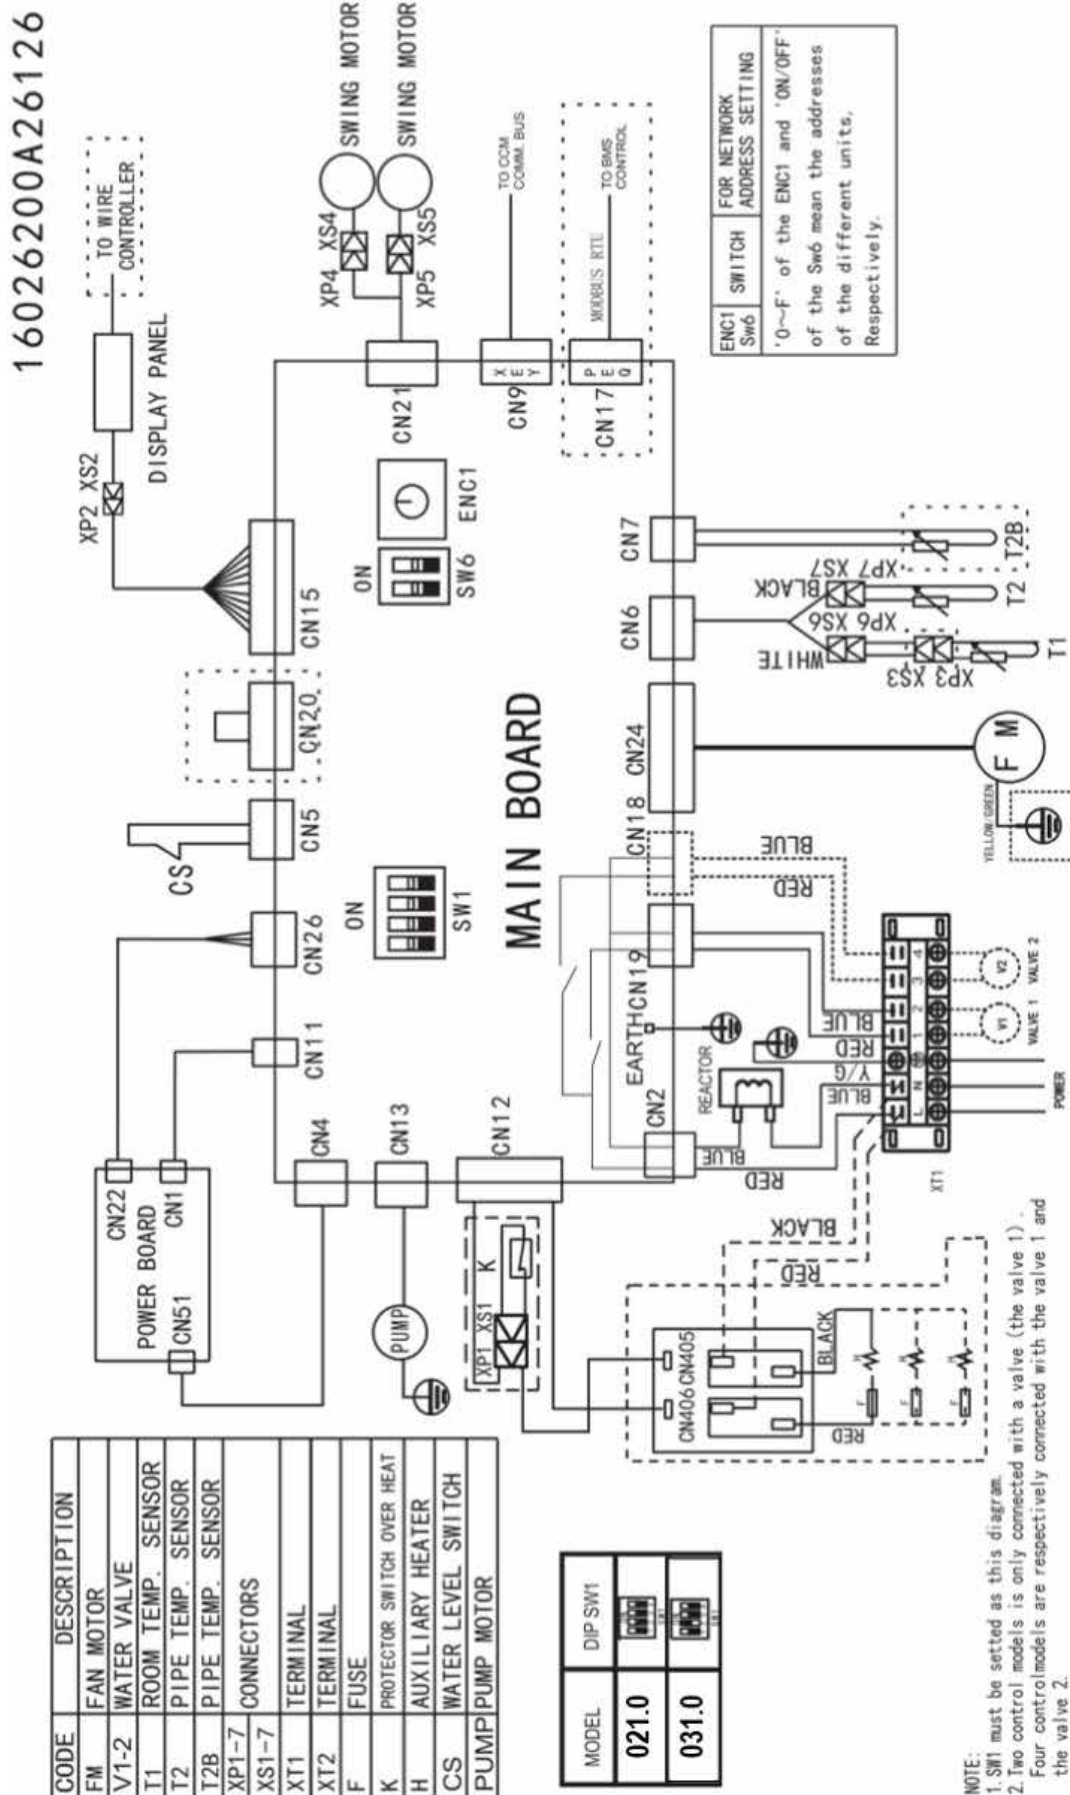 16026200A26126
TO WIRE
CONTROLLER
XP2 XS2
DISPLAY PANEL
XP4 XS4
SWING MOTOR
SWING MOTOR
XP5 XS5
CN22
POWER BOARD
CN1
CN51
CN11
CN26
CS
CN5
CN20
CN15
CN21
CN4
ON
SW1
ON
SW6
ENC1
PUMP
CN13
X
E
Y
CN9
TO CCM
COMM. BUS
P
E
Q
CN17
MODBUS RTU
TO BMS
CONTROL
MAIN BOARD
CN12
XP1 XS1
K
CN2
EARTH
CN19
CN18
CN24
CN6
CN7
ENC1
Sw6
SWITCH
FOR NETWORK
ADDRESS SETTING
'0~F' of the ENC1 and 'ON/OFF'
of the Sw6 mean the addresses
of the different units,
Respectively.
REACTOR
BLUE
RED
BLUE
Y/G
RED
BLUE
RED
BLUE
WHITE
BLACK
XS6 XP6
XS7 XP7
XS3 XP3
T1
T2
T2B
YELLOW/GREEN
F M
XT1
L
N
1
2
3
4
POWER
V1
VALVE 1
V2
VALVE 2
BLACK
RED
CN406
CN405
BLACK
RED
F
H
F
H
F
H
CODE DESCRIPTION
FM FAN MOTOR
V1-2 WATER VALVE
T1 ROOM TEMP. SENSOR
T2 PIPE TEMP. SENSOR
T2B PIPE TEMP. SENSOR
XP1-7
XS1-7
CONNECTORS
XT1 TERMINAL
XT2 TERMINAL
F FUSE
K PROTECTOR SWITCH OVER HEAT
H AUXILIARY HEATER
CS WATER LEVEL SWITCH
PUMP PUMP MOTOR
MODEL DIP SW1
021.0
031.0
NOTE:
1. SW1 must be setted as this diagram.
2. Two control models is only connected with a valve (the valve 1).
Four controlmodels are respectively connected with the valve 1 and
the valve 2.